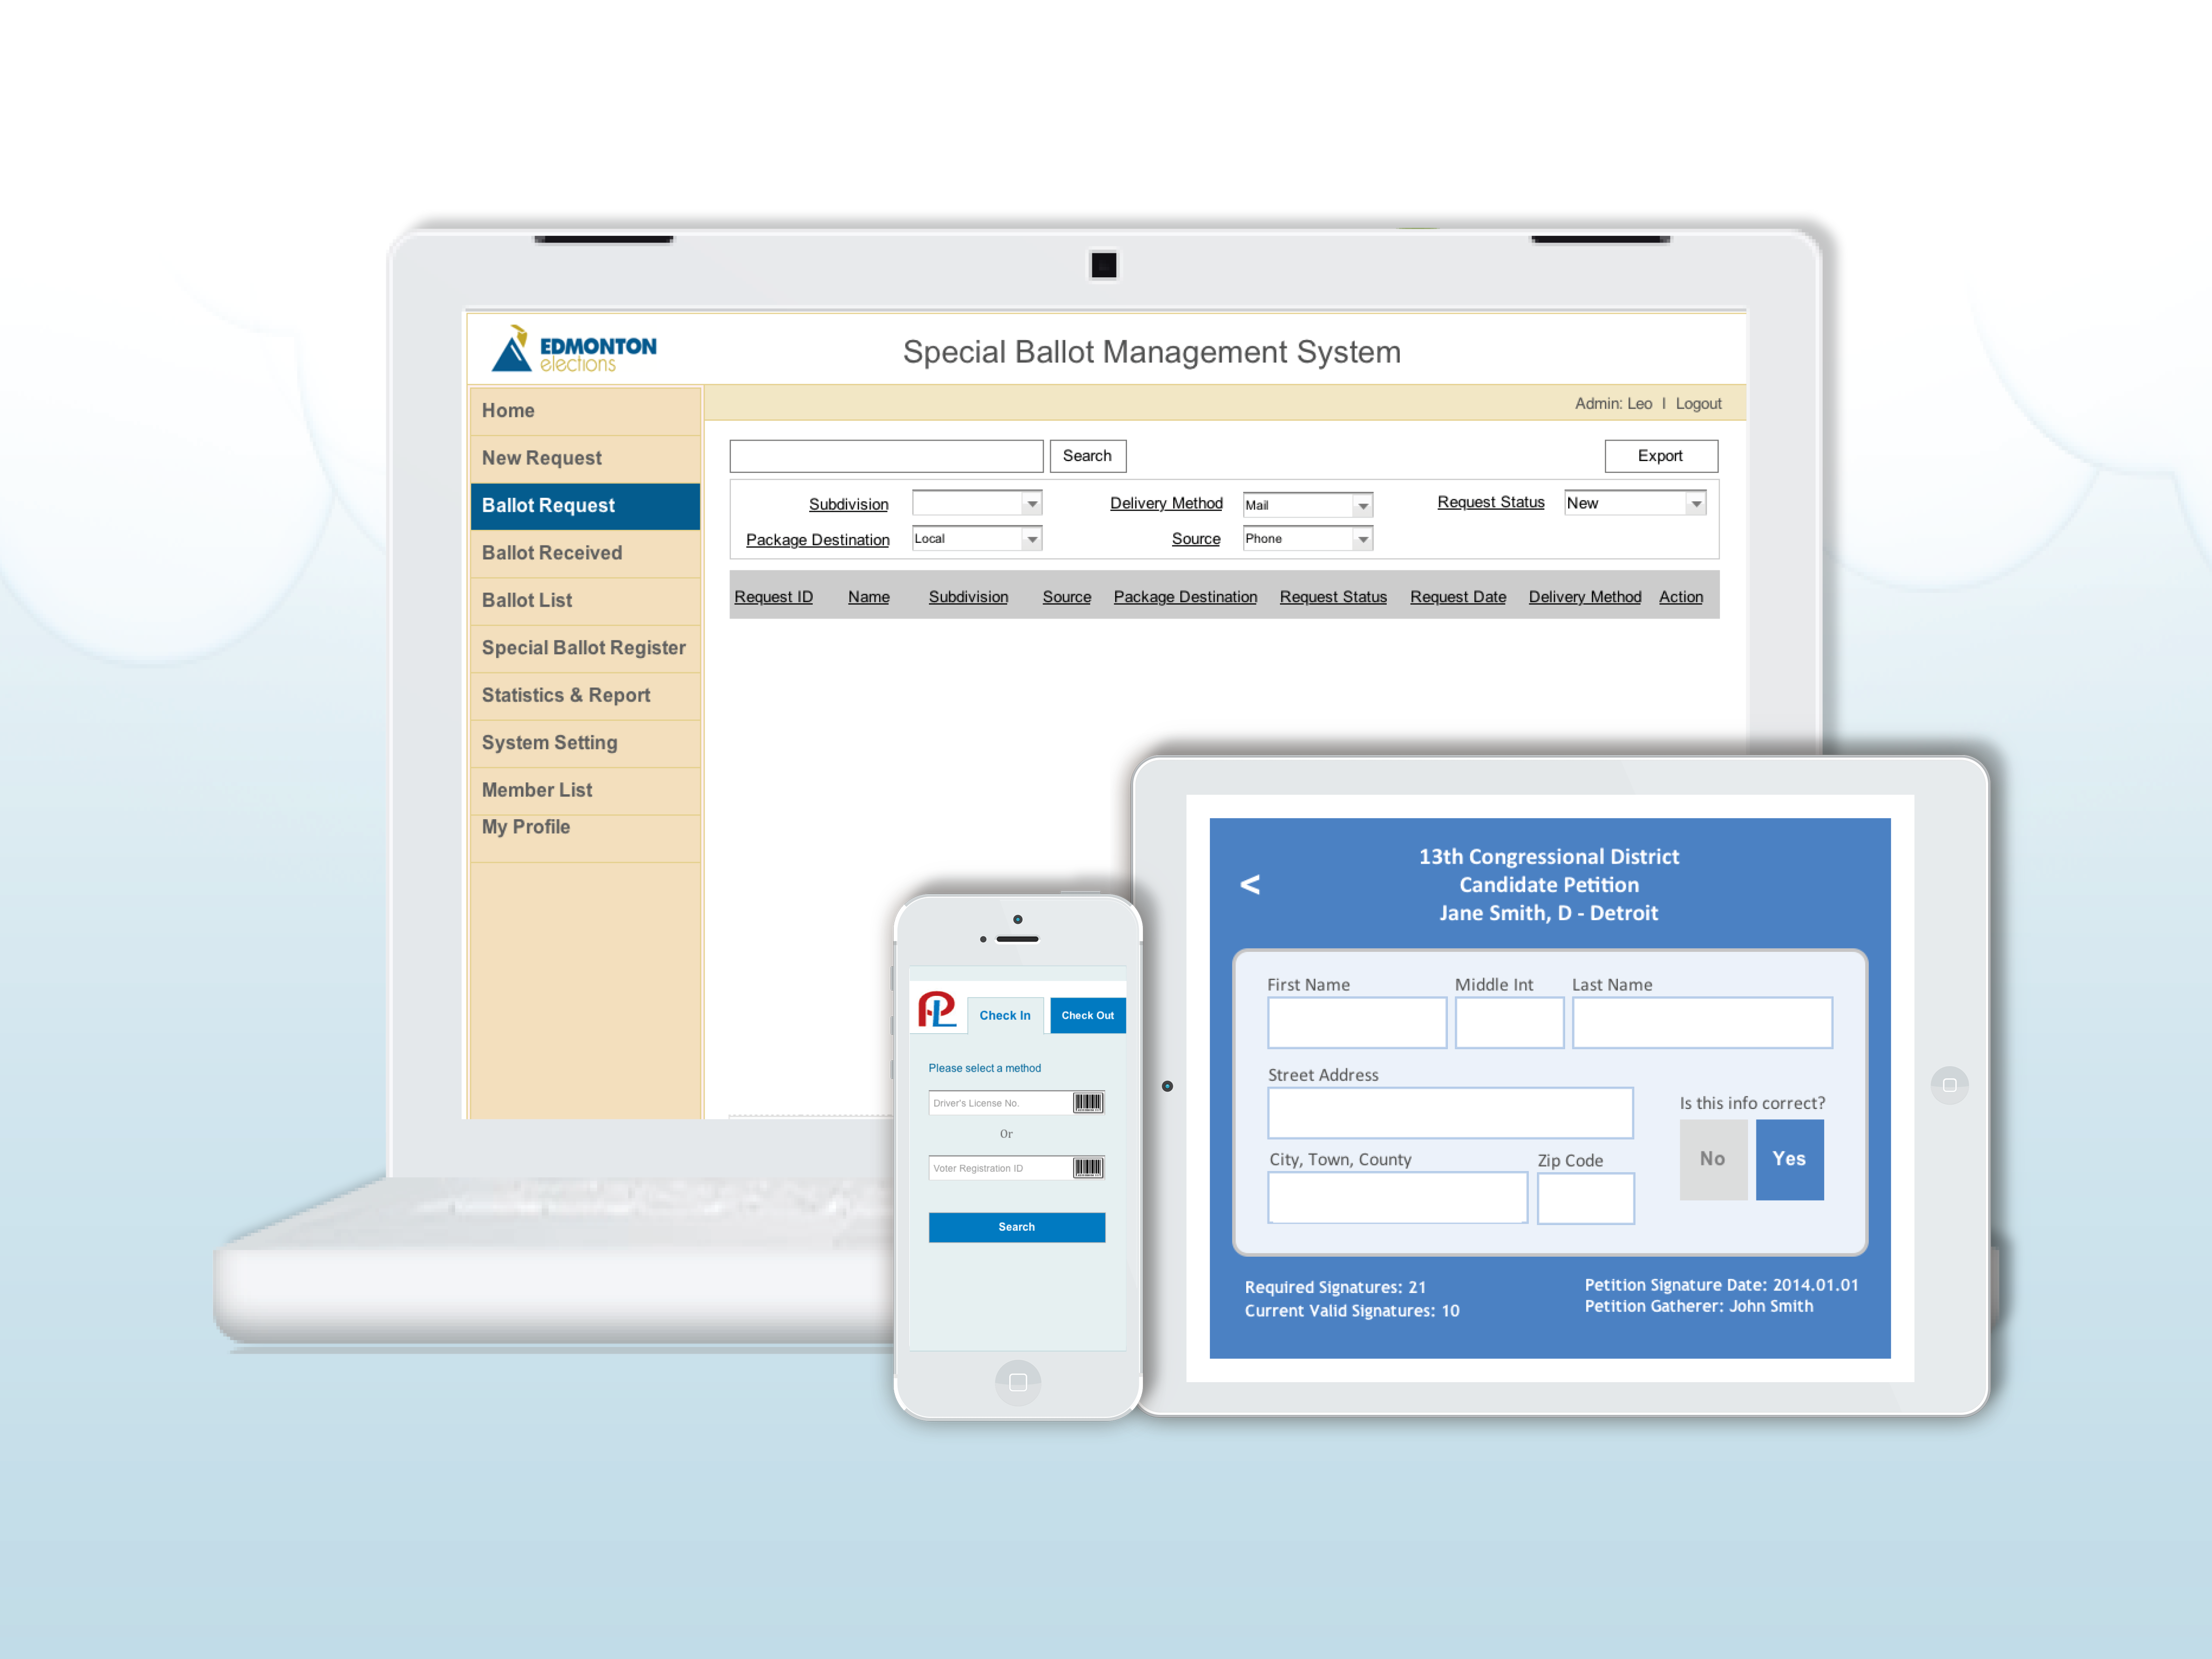 EDMONTON
elections
Special Ballot Management System
Admin: Leo | Logout
Home
New Request
Ballot Request
Ballot Received
Ballot List
Special Ballot Register
Statistics & Report
System Setting
Member List
My Profile
Search
Export
Subdivision
Delivery Method Mail
Request Status New
Package Destination Local
Source Phone
Request ID Name Subdivision Source Package Destination Request Status Request Date Delivery Method Action
PL
Check In
Check Out
Please select a method
Driver's License No.
Or
Voter Registration ID
Search
<
13th Congressional District
Candidate Petition
Jane Smith, D - Detroit
First Name Middle Int Last Name
Street Address
Is this info correct?
No Yes
City, Town, County Zip Code
Required Signatures: 21
Current Valid Signatures: 10
Petition Signature Date: 2014.01.01
Petition Gatherer: John Smith